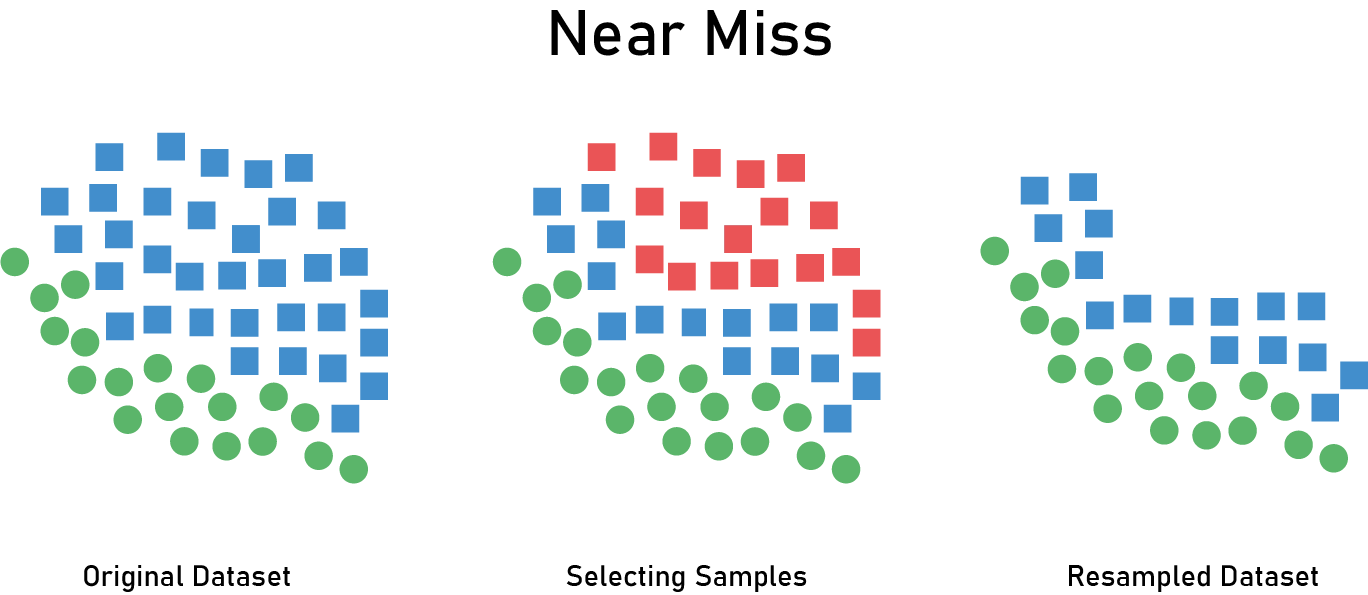 Near Miss
Original Dataset
Selecting Samples
Resampled Dataset